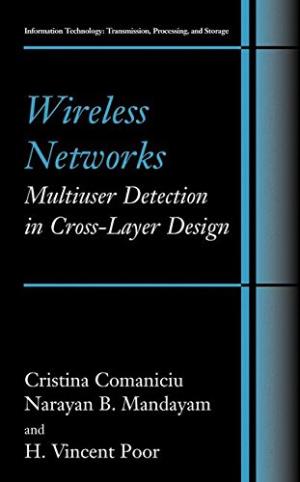 Information Technology: Transmission, Processing, and Storage
Wireless
Networks
Multiuser Detection
in Cross-Layer Design
Cristina Comaniciu
Narayan B. Mandayam
and
H. Vincent Poor